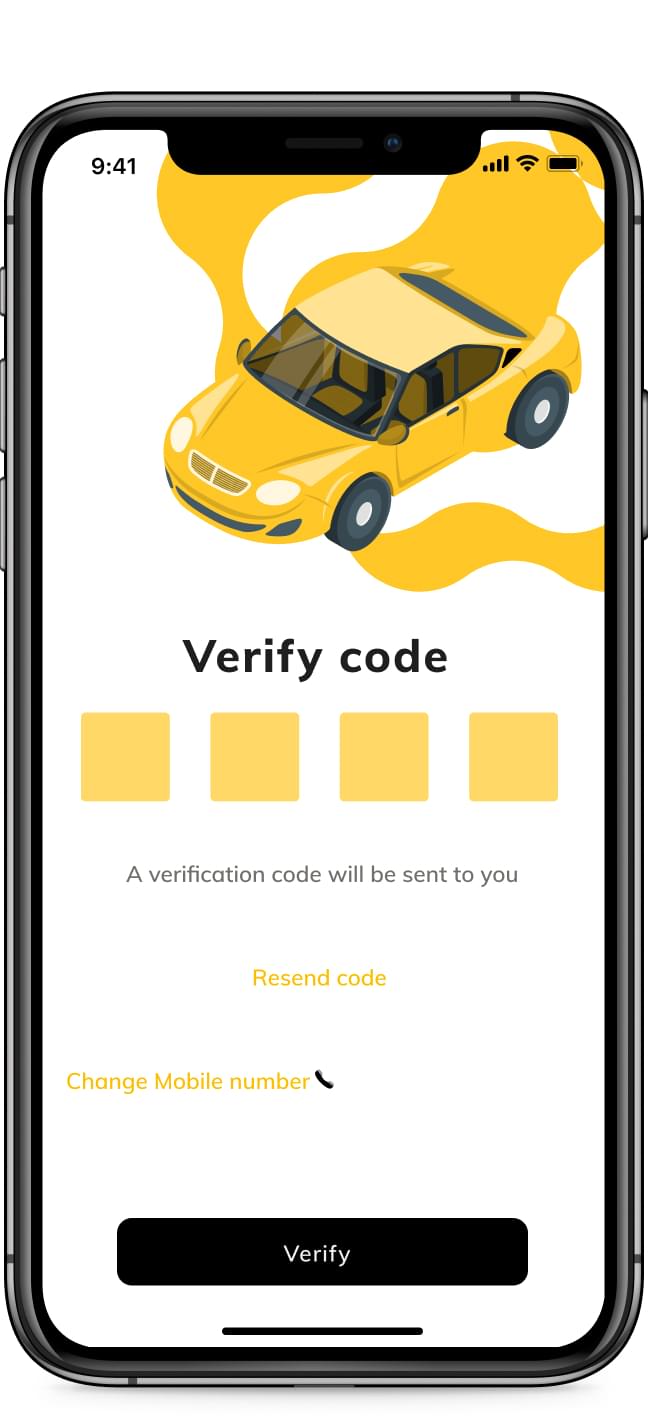 9:41
Verify code
A verification code will be sent to you
Resend code
Change Mobile number
Verify